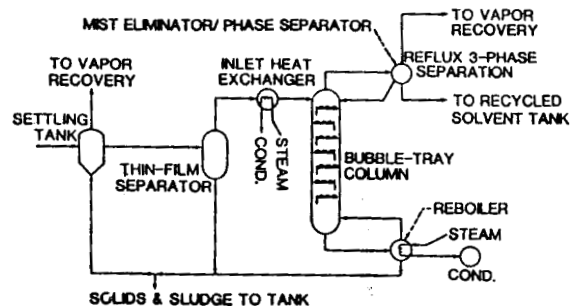 MIST ELIMINATOR/ PHASE SEPARATOR
TO VAPOR
RECOVERY
REFLUX 3-PHASE
SEPARATION
TO RECYCLED
SOLVENT TANK
TO VAPOR
RECOVERY
INLET HEAT
EXCHANGER
SETTLING
TANK
THIN-FILM
SEPARATOR
COND.
STEAM
BUBBLE-TRAY
COLUMN
REBOILER
STEAM
COND.
SOLIDS & SLUDGE TO TANK